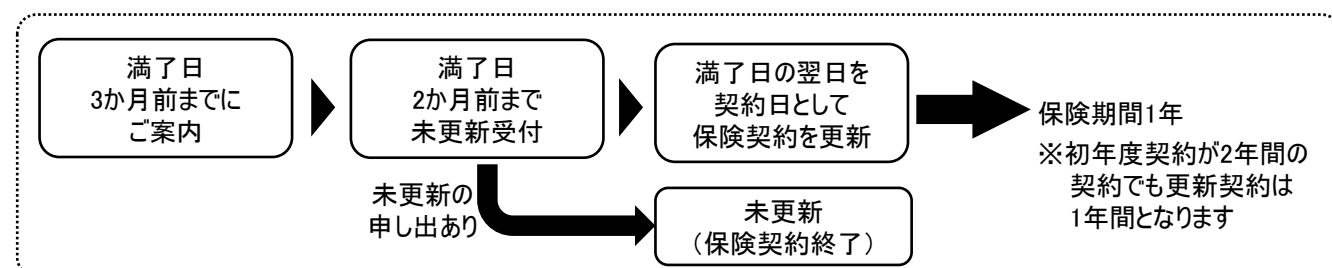 満了日
3か月前までに
ご案内
満了日
2か月前まで
未更新受付
満了日の翌日を
契約日として
保険契約を更新
保険期間1年
※初年度契約が2年間の
契約でも更新契約は
1年間となります
未更新の
申し出あり
未更新
（保険契約終了）